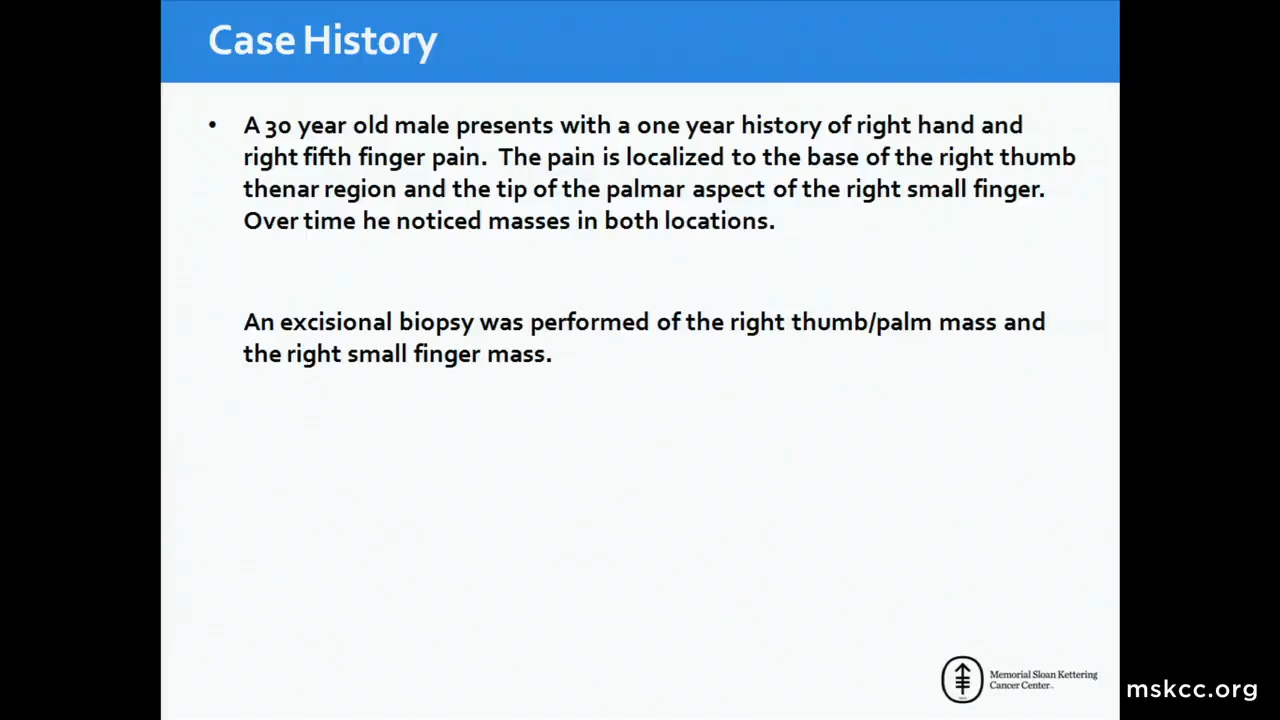 Case History
• A 30 year old male presents with a one year history of right hand and
right fifth finger pain.  The pain is localized to the base of the right thumb
thenar region and the tip of the palmar aspect of the right small finger.
Over time he noticed masses in both locations.
An excisional biopsy was performed of the right thumb/palm mass and
the right small finger mass.
Memorial Sloan Kettering
Cancer Center
mskcc.org